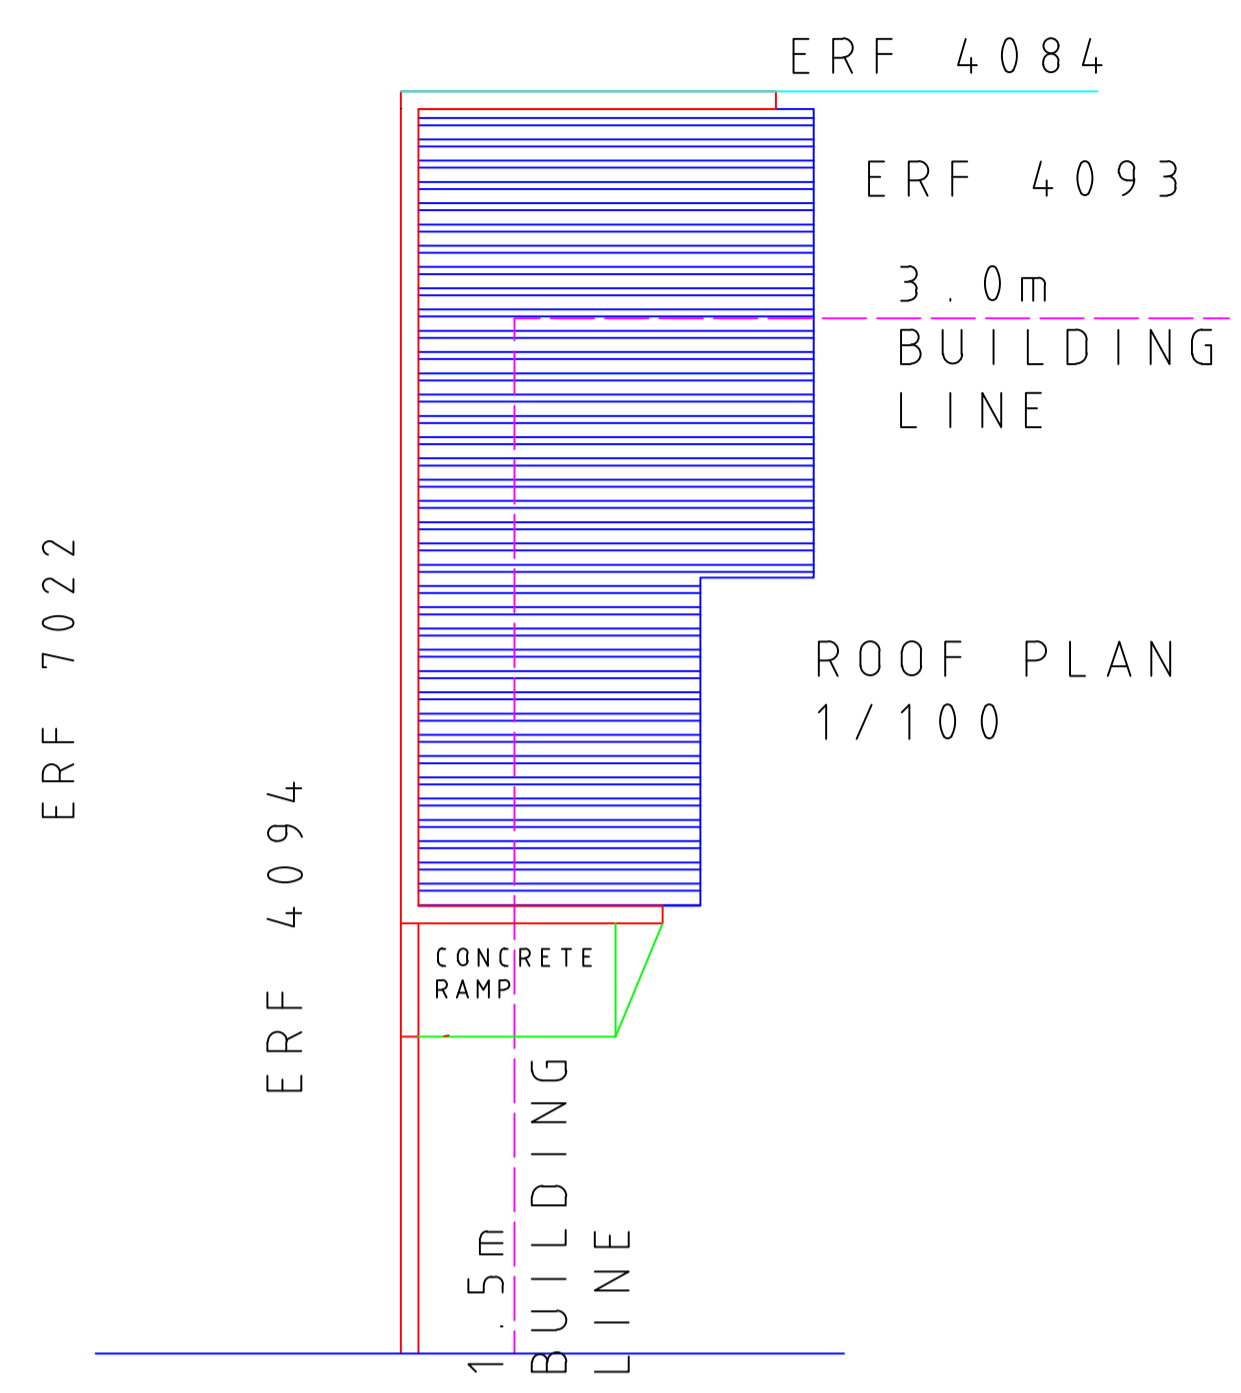 ERF 4084
ERF 4093
3.0m
BUILDING
LINE
ERF 7022
ROOF PLAN
1/100
ERF 4094
CONCRETE
RAMP
1.5m
BUILDING
LINE